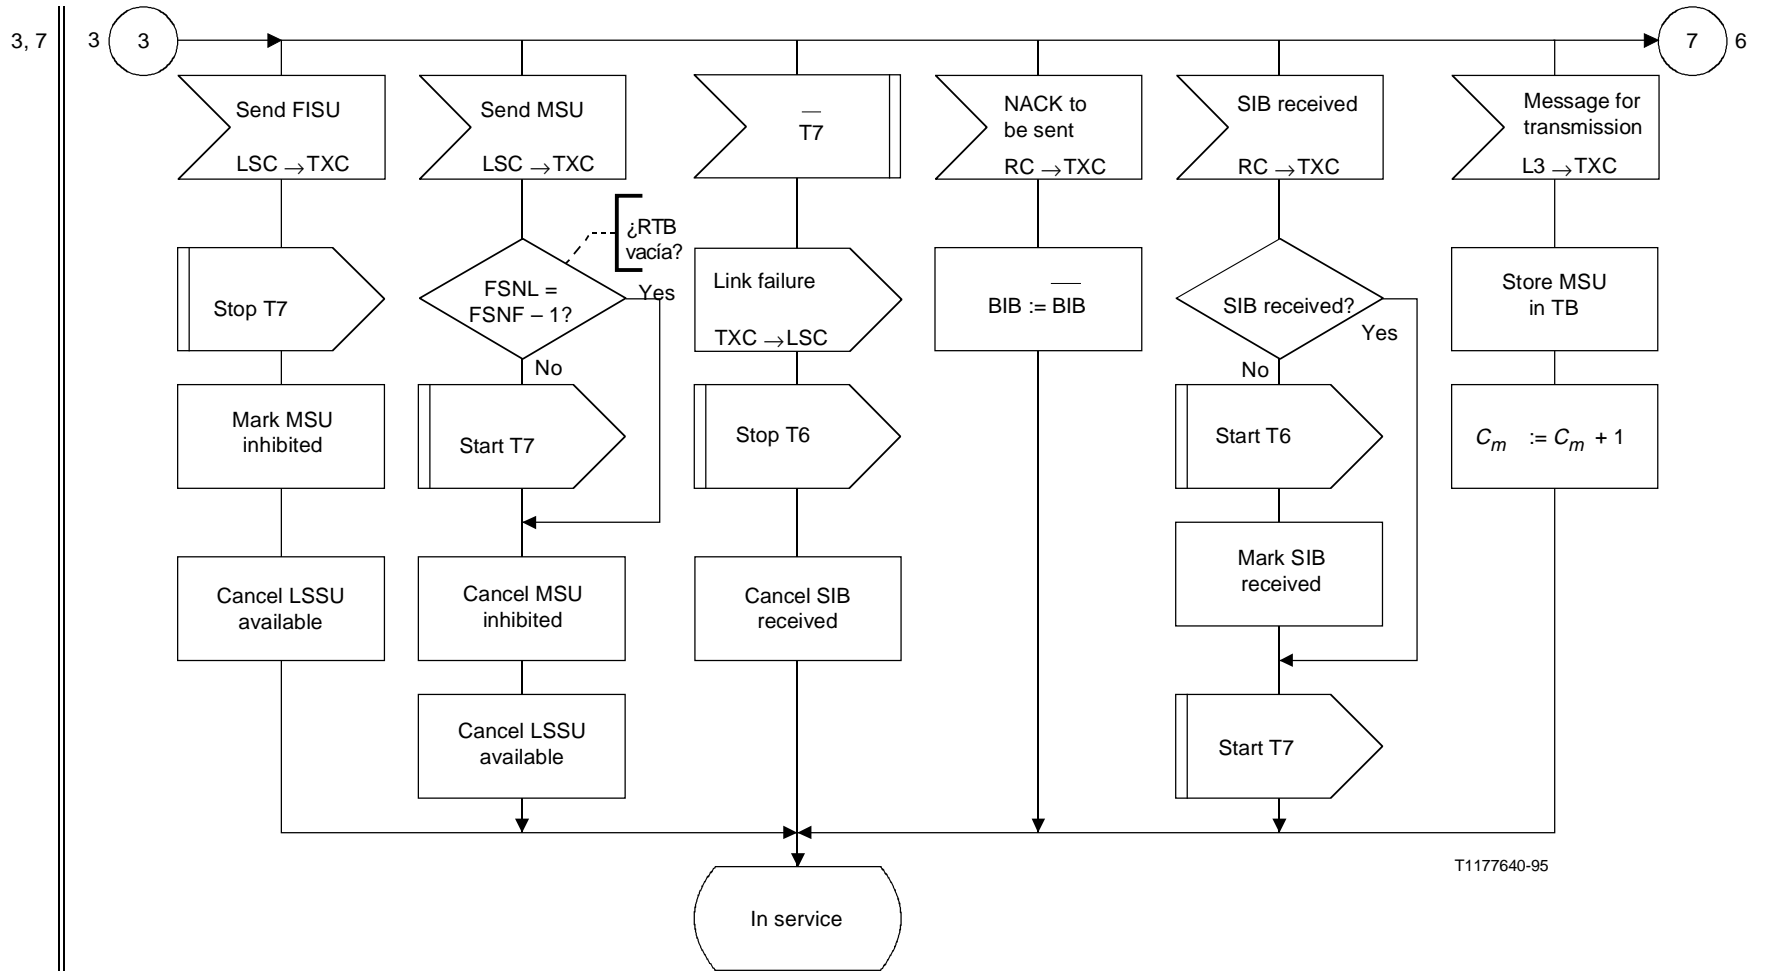 3, 7
3
3
7
6
Send FISU
LSC → TXC
Send MSU
LSC → TXC
T7
NACK to
be sent
RC → TXC
SIB received
RC → TXC
Message for
transmission
L3 → TXC
Stop T7
¿RTB
vacía?
FSNL =
FSNF – 1?
Yes
No
Link failure
TXC → LSC
BIB := BIB
SIB received?
Yes
No
Store MSU
in TB
Mark MSU
inhibited
Start T7
Stop T6
Start T6
Cm := Cm + 1
Cancel LSSU
available
Cancel MSU
inhibited
Cancel SIB
received
Mark SIB
received
Cancel LSSU
available
Start T7
T1177640-95
In service